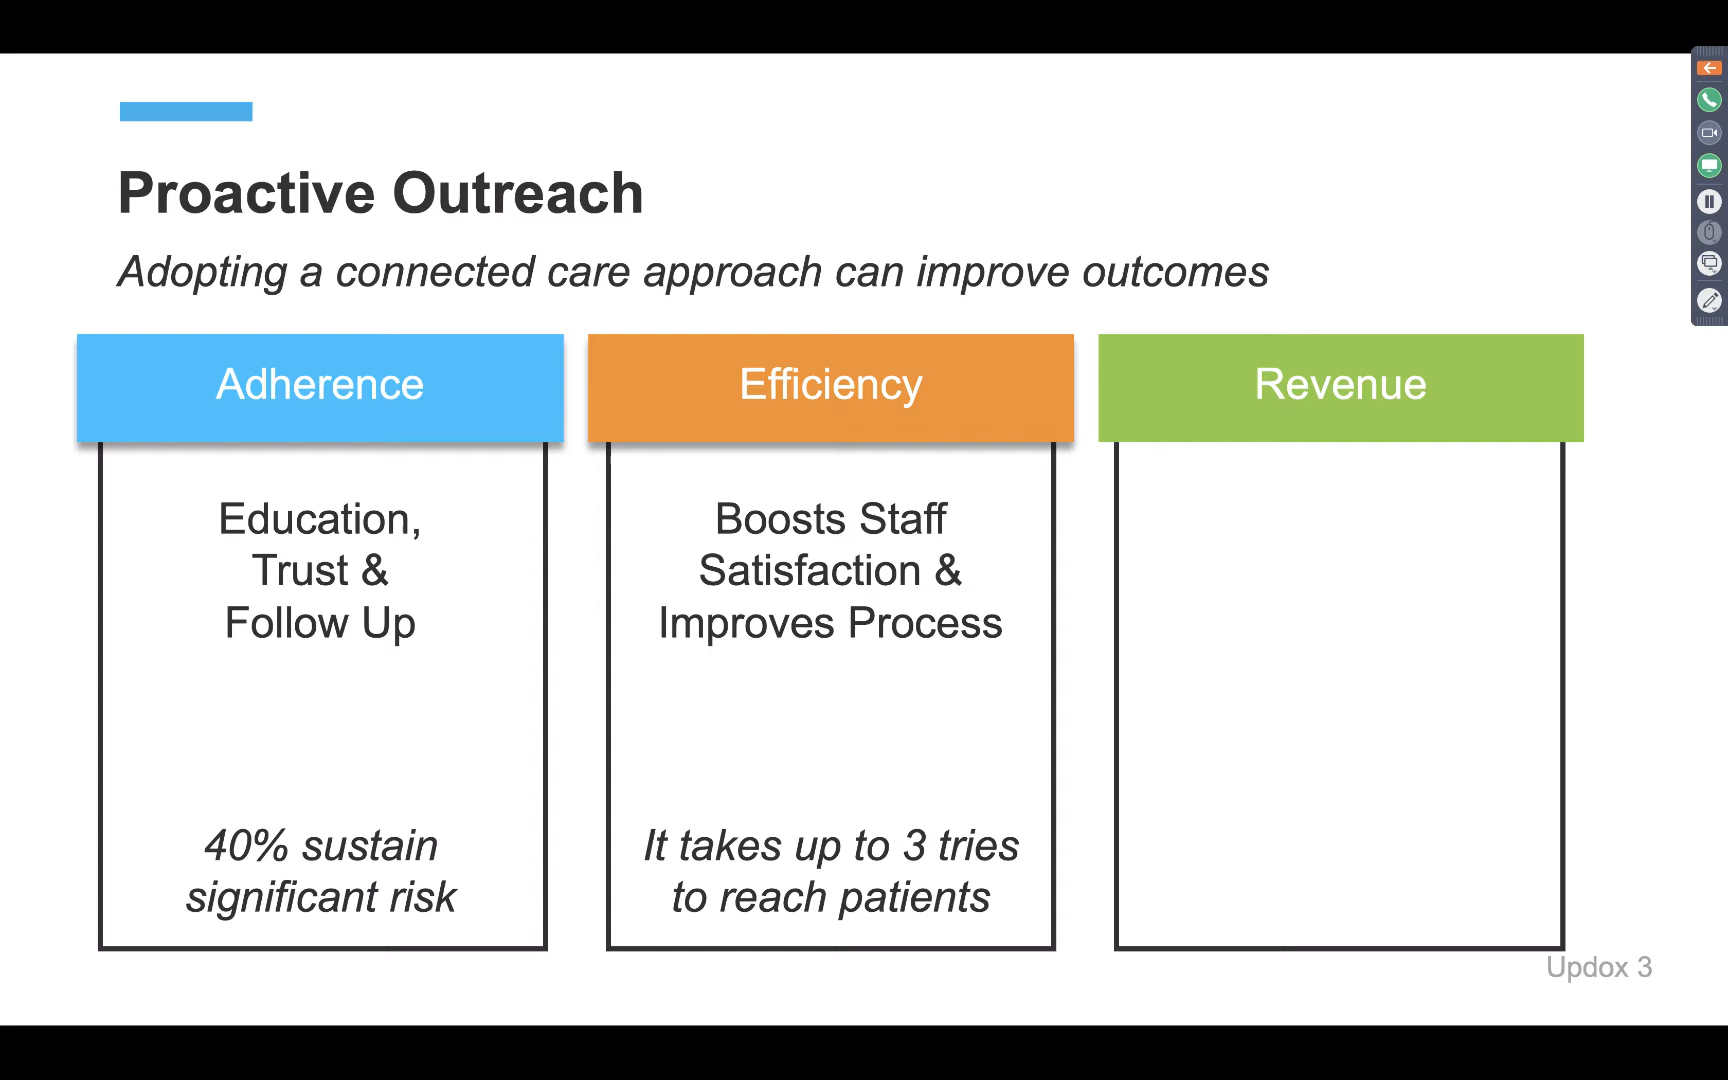 Proactive Outreach
Adopting a connected care approach can improve outcomes
Adherence
Education,
Trust &
Follow Up
40% sustain
significant risk
Efficiency
Boosts Staff
Satisfaction &
Improves Process
It takes up to 3 tries
to reach patients
Revenue
Updox 3